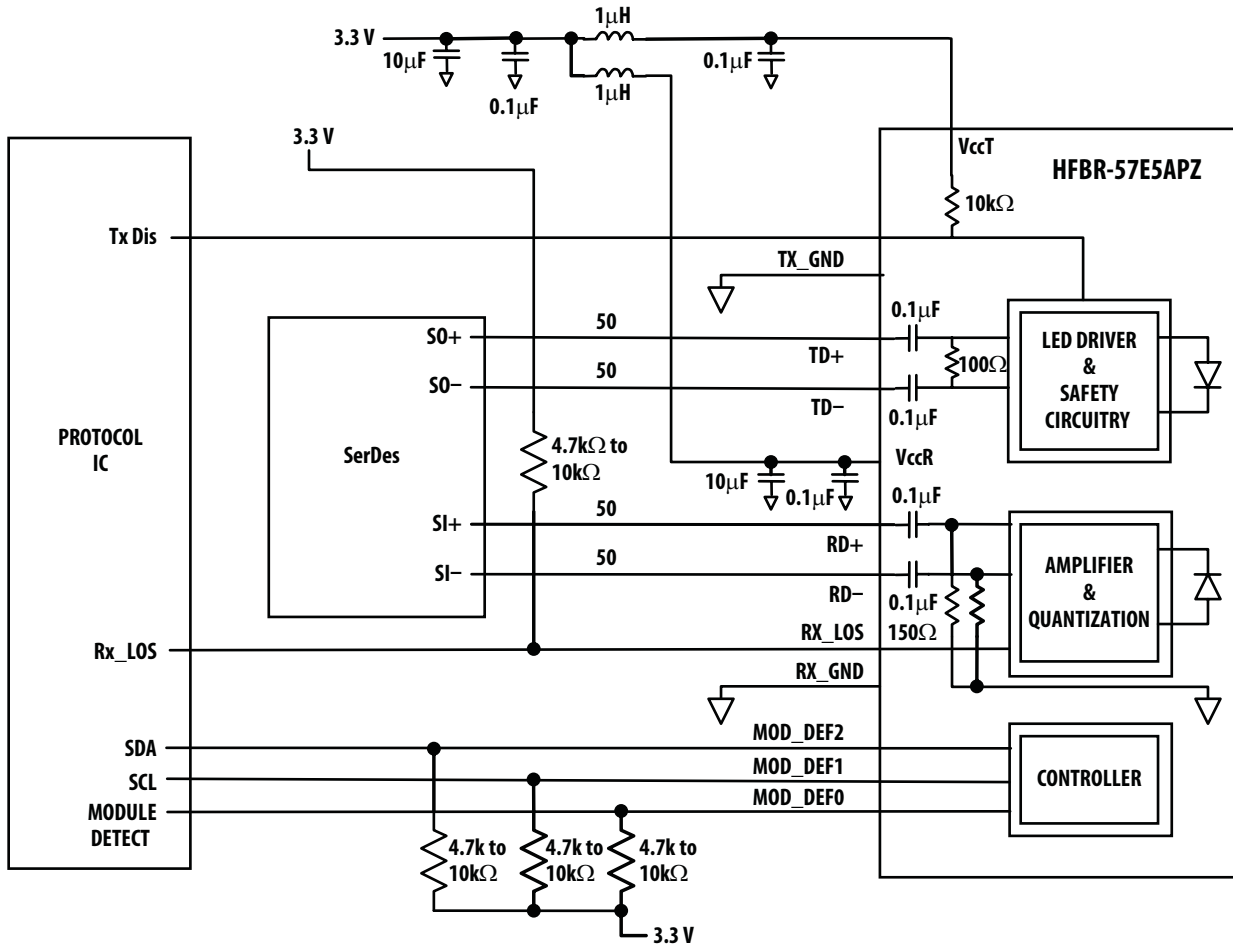 1μH
3.3 V
10μF
0.1μF
0.1μF
1μH
3.3 V
VccT
HFBR-57E5APZ
10kΩ
Tx Dis
TX_GND
50
0.1μF
SO+
TD+
LED DRIVER
&
SAFETY
CIRCUITRY
100Ω
50
SO−
TD−
0.1μF
PROTOCOL
IC
SerDes
4.7kΩ to
10kΩ
VccR
10μF
0.1μF
0.1μF
50
SI+
RD+
50
SI−
RD−
0.1μF
AMPLIFIER
&
QUANTIZATION
150Ω
Rx_LOS
RX_LOS
RX_GND
SDA
MOD_DEF2
SCL
MOD_DEF1
MODULE
DETECT
MOD_DEF0
CONTROLLER
4.7k to
10kΩ
4.7k to
10kΩ
4.7k to
10kΩ
3.3 V